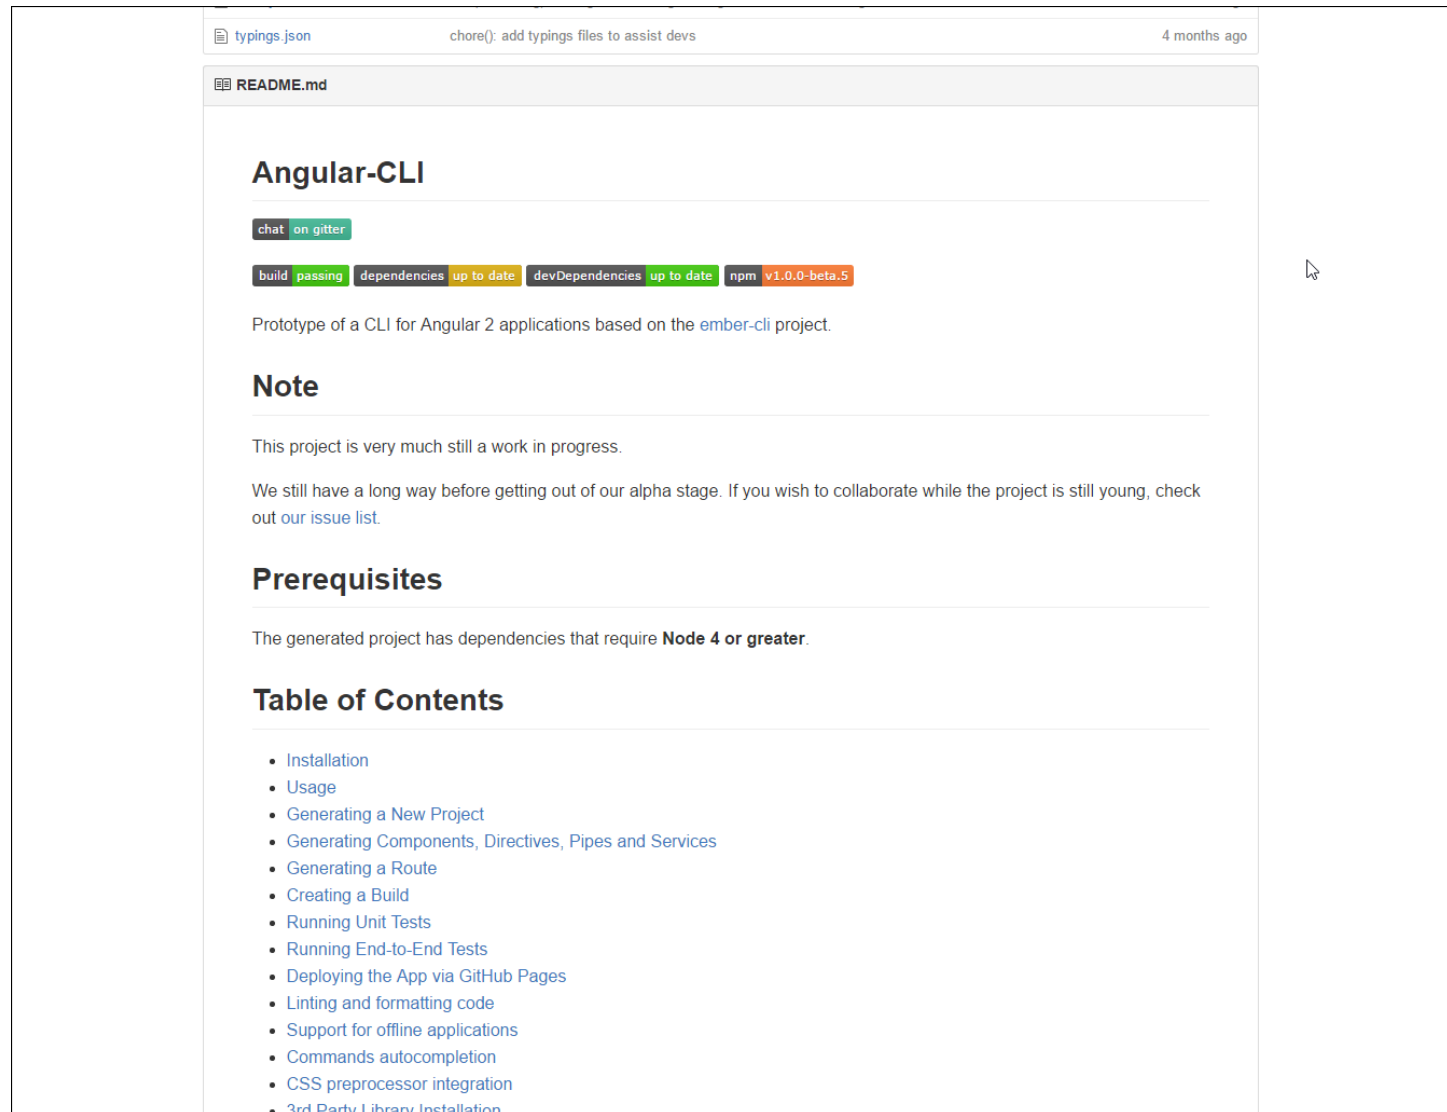 typings.json chore(): add typings files to assist devs 4 months ago
README.md
Angular-CLI
chat on gitter
build passing dependencies up to date devDependencies up to date npm v1.0.0-beta.5
Prototype of a CLI for Angular 2 applications based on the ember-cli project.
Note
This project is very much still a work in progress.
We still have a long way before getting out of our alpha stage. If you wish to collaborate while the project is still young, check
out our issue list.
Prerequisites
The generated project has dependencies that require Node 4 or greater.
Table of Contents
• Installation
• Usage
• Generating a New Project
• Generating Components, Directives, Pipes and Services
• Generating a Route
• Creating a Build
• Running Unit Tests
• Running End-to-End Tests
• Deploying the App via GitHub Pages
• Linting and formatting code
• Support for offline applications
• Commands autocompletion
• CSS preprocessor integration
• 3rd Party Library Installation